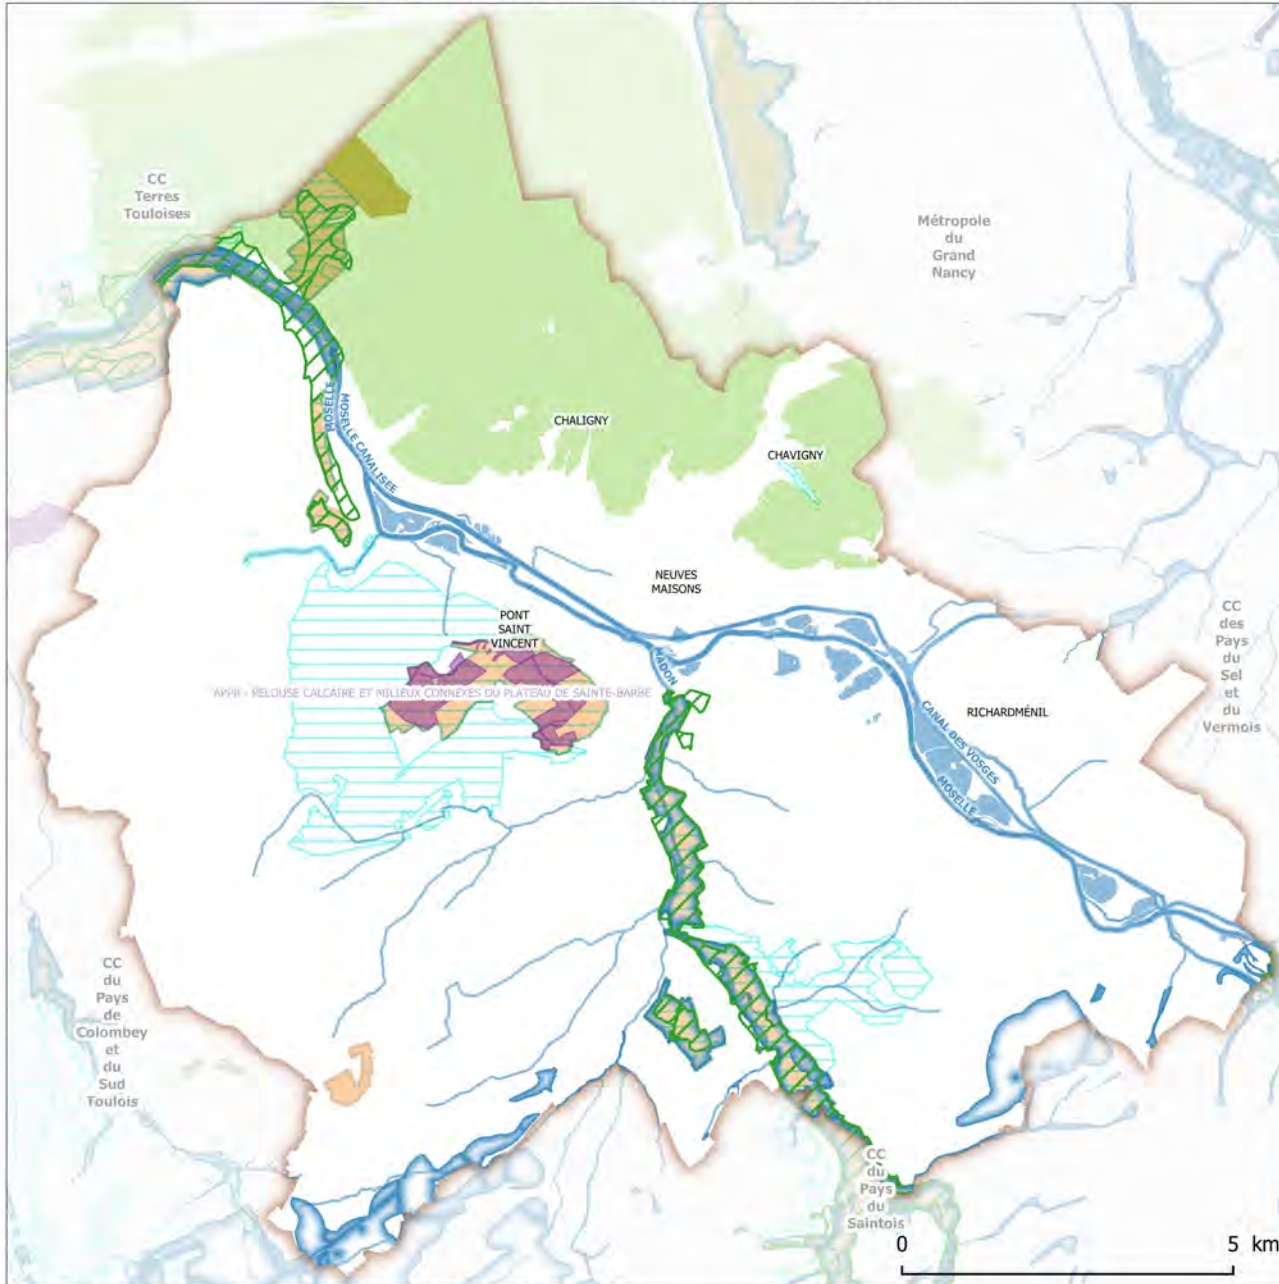 CC
Terres
Touloises
Métropole
du
Grand
Nancy
MOSELLE
MOSELLE CANALISEE
CHALIGNY
CHAVIGNY
NEUVES
MAISONS
PONT
SAINT
VINCENT
CC
des
Pays
du
Sel
et
du
Vermois
MADON
APPB - PELOUSE CALCAIRE ET MILIEUX CONNEXES DU PLATEAU DE SAINTE-BARBE
CANAL DES VOSGES
RICHARDMÉNIL
MOSELLE
CC
du
Pays
de
Colombey
et
du
Sud
Toulois
CC
du
Pays
du
Saintois
0 5 km